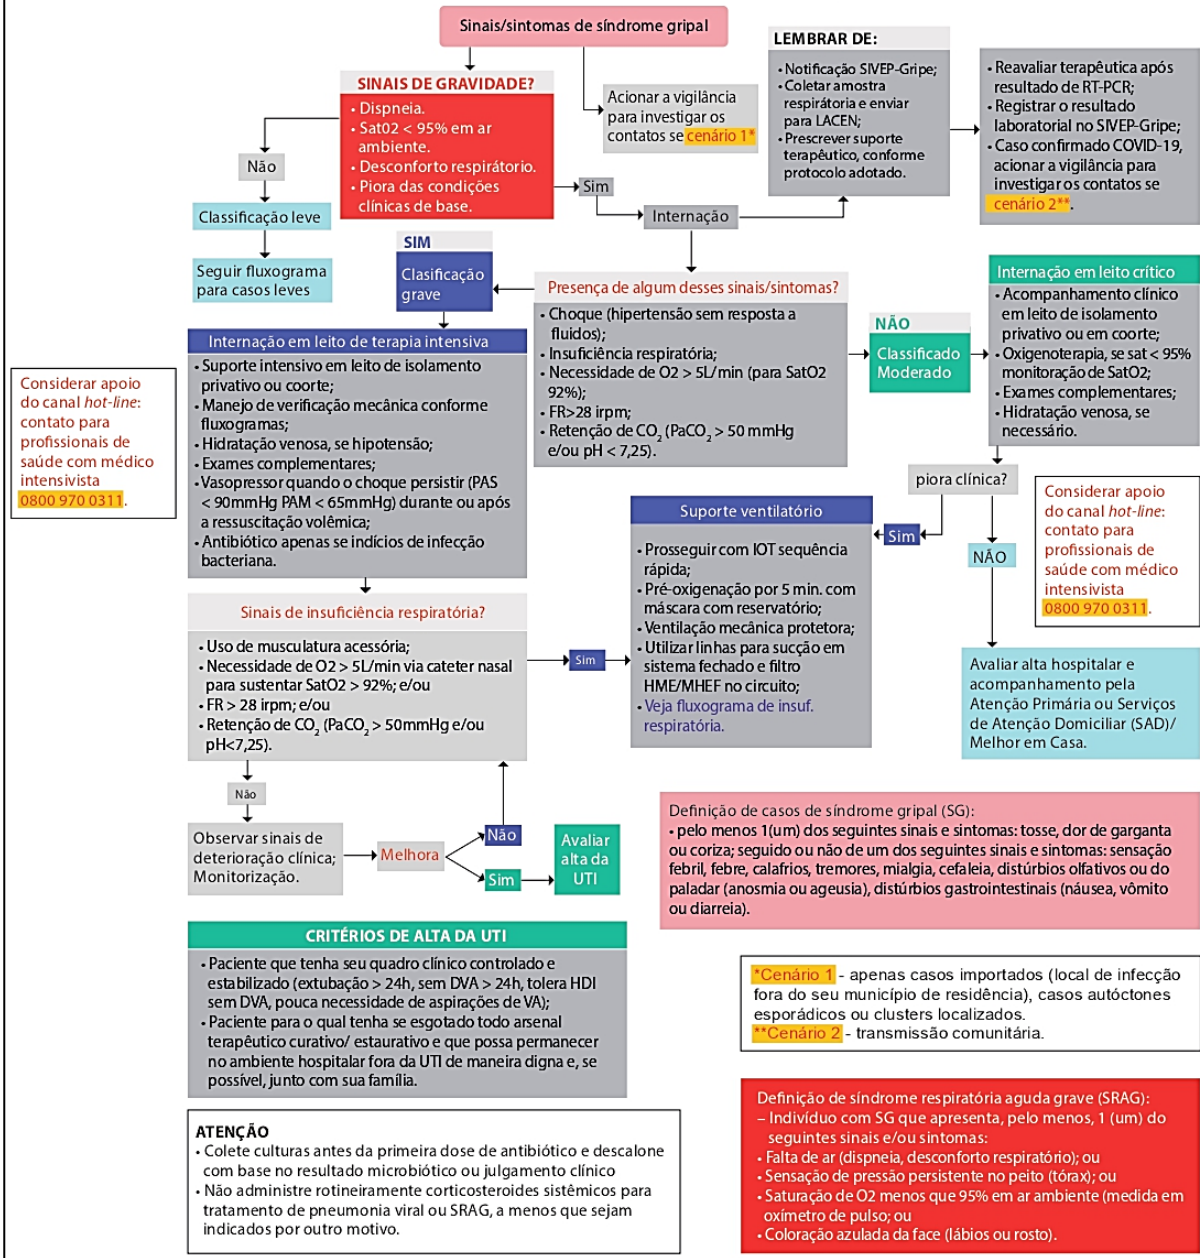 Sinais/sintomas de síndrome gripal
SINAIS DE GRAVIDADE?
• Dispneia.
• Sat02 < 95% em ar
ambiente.
• Desconforto respirátorio.
• Piora das condições
clínicas de base.
Acionar a vigilância
para investigar os
contatos se cenário 1*
LEMBRAR DE:
• Notificação SIVEP-Gripe;
• Coletar amostra
respiratória e enviar
para LACEN;
• Prescrever suporte
terapêutico, conforme
protocolo adotado.
• Reavaliar terapêutica após
resultado de RT-PCR;
• Registrar o resultado
laboratorial no SIVEP-Gripe;
• Caso confirmado COVID-19,
acionar a vigilância para
investigar os contatos se
cenário 2**.
Não
Sim
Internação
Classificação leve
Seguir fluxograma
para casos leves
SIM
Clasificação
grave
Presença de algum desses sinais/sintomas?
• Choque (hipertensão sem resposta a
fluidos);
• Insuficiência respiratória;
• Necessidade de O2 > 5L/min (para SatO2
92%);
• FR>28 irpm;
• Retenção de CO2 (PaCO2 > 50 mmHg
e/ou pH < 7,25).
NÃO
Classificado
Moderado
Internação em leito crítico
• Acompanhamento clínico
em leito de isolamento
privativo ou em coorte;
• Oxigenoterapia, se sat < 95%
monitoração de SatO2;
• Exames complementares;
• Hidratação venosa, se
necessário.
Considerar apoio
do canal hot-line:
contato para
profissionais de
saúde com médico
intensivista
0800 970 0311.
Internação em leito de terapia intensiva
• Suporte intensivo em leito de isolamento
privativo ou coorte;
• Manejo de verificação mecânica conforme
fluxogramas;
• Hidratação venosa, se hipotensão;
• Exames complementares;
• Vasopressor quando o choque persistir (PAS
< 90mmHg PAM < 65mmHg) durante ou após
a ressuscitação volêmica;
• Antibiótico apenas se indícios de infecção
bacteriana.
piora clínica?
Sim
NÃO
Considerar apoio
do canal hot-line:
contato para
profissionais de
saúde com médico
intensivista
0800 970 0311.
Suporte ventilatório
• Prosseguir com IOT sequência
rápida;
• Pré-oxigenação por 5 min. com
máscara com reservatório;
• Ventilação mecânica protetora;
• Utilizar linhas para sucção em
sistema fechado e filtro
HME/MHEF no circuito;
• Veja fluxograma de insuf.
respiratória.
Sinais de insuficiência respiratória?
• Uso de musculatura acessória;
• Necessidade de O2 > 5L/min via cateter nasal
para sustentar SatO2 > 92%; e/ou
• FR > 28 irpm; e/ou
• Retenção de CO2 (PaCO2 > 50mmHg e/ou
pH<7,25).
Sim
Avaliar alta hospitalar e
acompanhamento pela
Atenção Primária ou Serviços
de Atenção Domiciliar (SAD)/
Melhor em Casa.
Não
Observar sinais de
deterioração clínica;
Monitorização.
Melhora
Não
Sim
Avaliar
alta da
UTI
Definição de casos de síndrome gripal (SG):
• pelo menos 1(um) dos seguintes sinais e sintomas: tosse, dor de garganta
ou coriza; seguido ou não de um dos seguintes sinais e sintomas: sensação
febril, febre, calafrios, tremores, mialgia, cefaleia, distúrbios olfativos ou do
paladar (anosmia ou ageusia), distúrbios gastrointestinais (náusea, vômito
ou diarreia).
CRITÉRIOS DE ALTA DA UTI
• Paciente que tenha seu quadro clínico controlado e
estabilizado (extubação > 24h, sem DVA > 24h, tolera HDI
sem DVA, pouca necessidade de aspirações de VA);
• Paciente para o qual tenha se esgotado todo arsenal
terapêutico curativo/ estaurativo e que possa permanecer
no ambiente hospitalar fora da UTI de maneira digna e, se
possível, junto com sua família.
*Cenário 1 - apenas casos importados (local de infecção
fora do seu município de residência), casos autóctones
esporádicos ou clusters localizados.
**Cenário 2 - transmissão comunitária.
ATENÇÃO
• Colete culturas antes da primeira dose de antibiótico e descalone
com base no resultado microbiótico ou julgamento clínico
• Não administre rotineiramente corticosteroides sistêmicos para
tratamento de pneumonia viral ou SRAG, a menos que sejam
indicados por outro motivo.
Definição de síndrome respiratória aguda grave (SRAG):
– Indivíduo com SG que apresenta, pelo menos, 1 (um) do
seguintes sinais e/ou sintomas:
• Falta de ar (dispneia, desconforto respiratório); ou
• Sensação de pressão persistente no peito (tórax); ou
• Saturação de O2 menos que 95% em ar ambiente (medida em
oxímetro de pulso; ou
• Coloração azulada da face (lábios ou rosto).